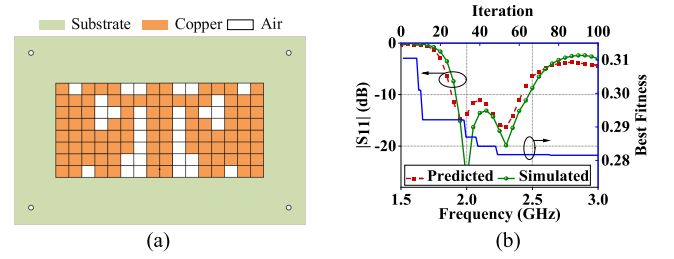 Substrate Copper Air
(a)
Iteration
0 20 40 60 80 100
0
-10
-20
|S11| (dB)
0.31
0.30
0.29
0.28
Best Fitness
Predicted Simulated
1.5 2.0 2.5 3.0
Frequency (GHz)
(b)